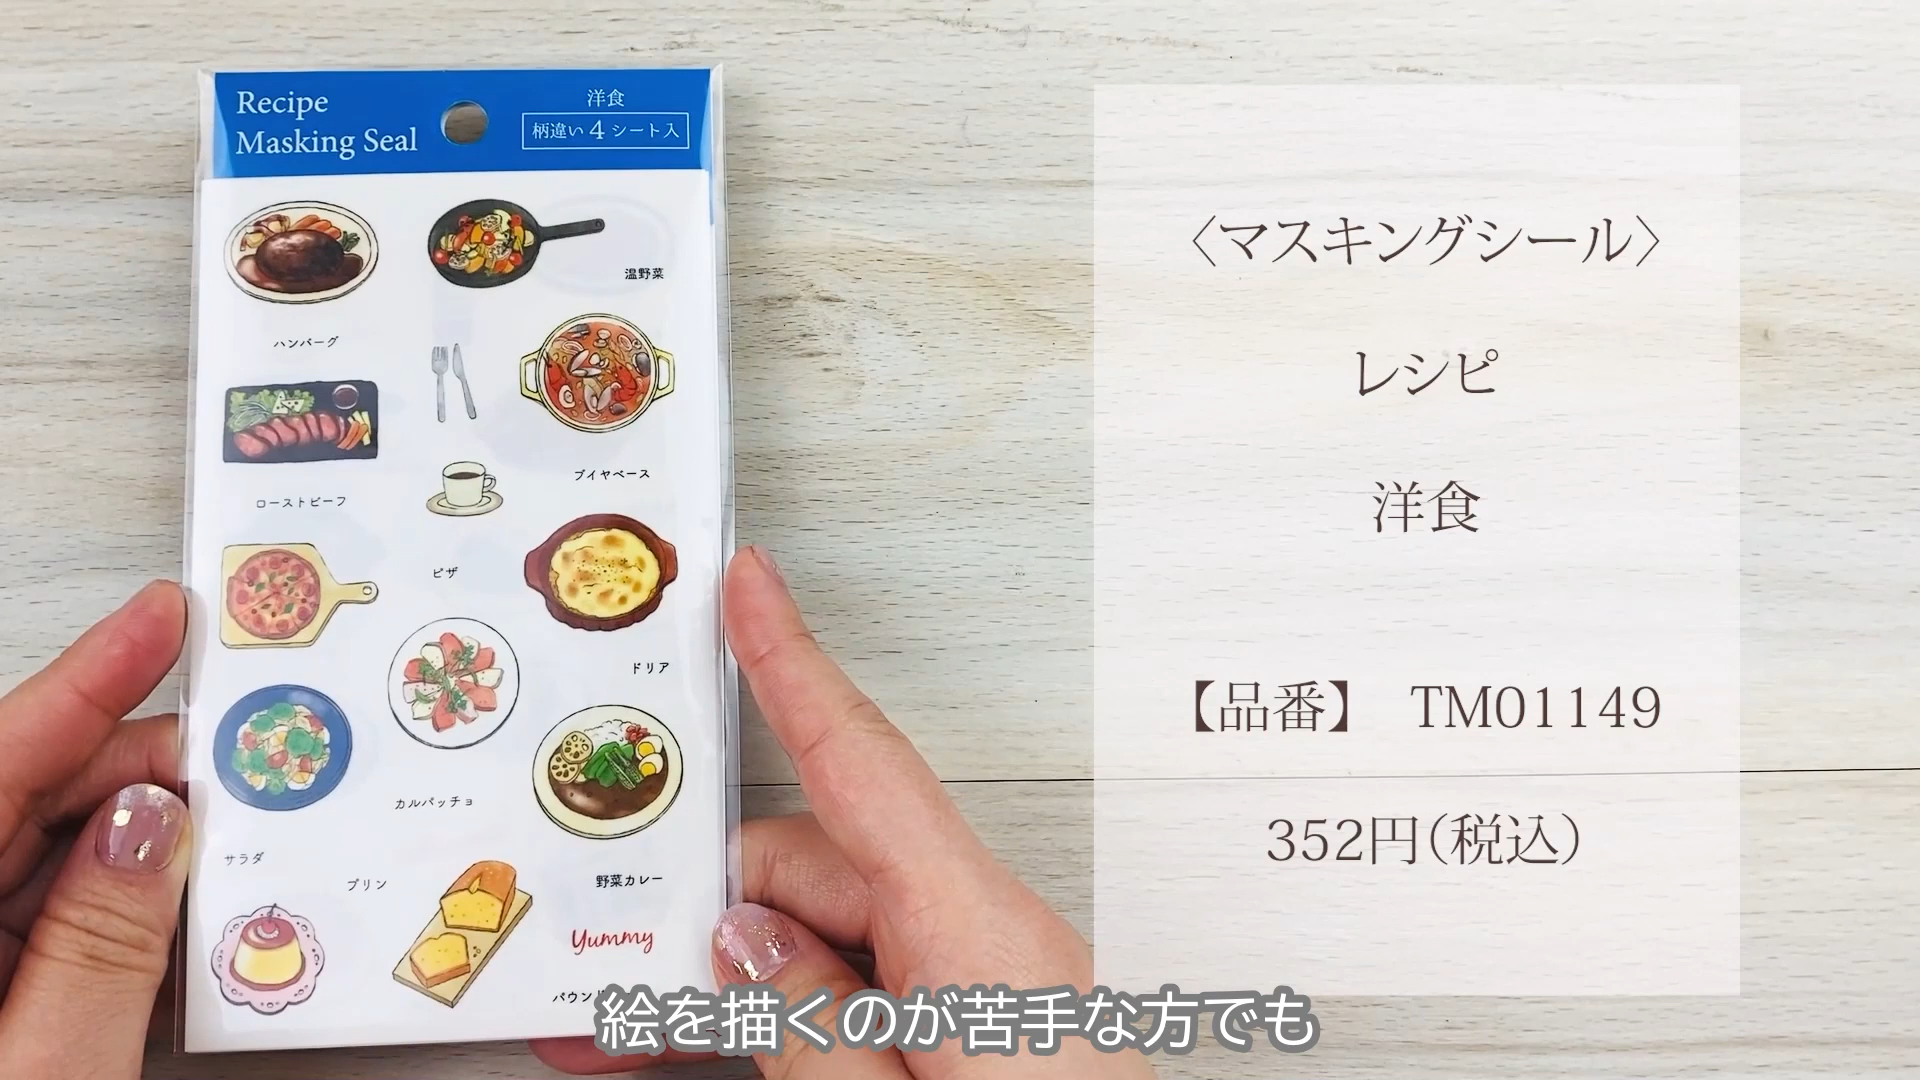 Recipe
Masking Seal
洋食
柄違い4シート入
ハンバーグ
温野菜
ローストビーフ
ブイヤベース
ピザ
ドリア
カルパッチョ
サラダ
プリン
野菜カレー
Yummy
〈マスキングシール〉
レシピ
洋食
【品番】 TM01149
352円(税込)
絵を描くのが苦手な方でも